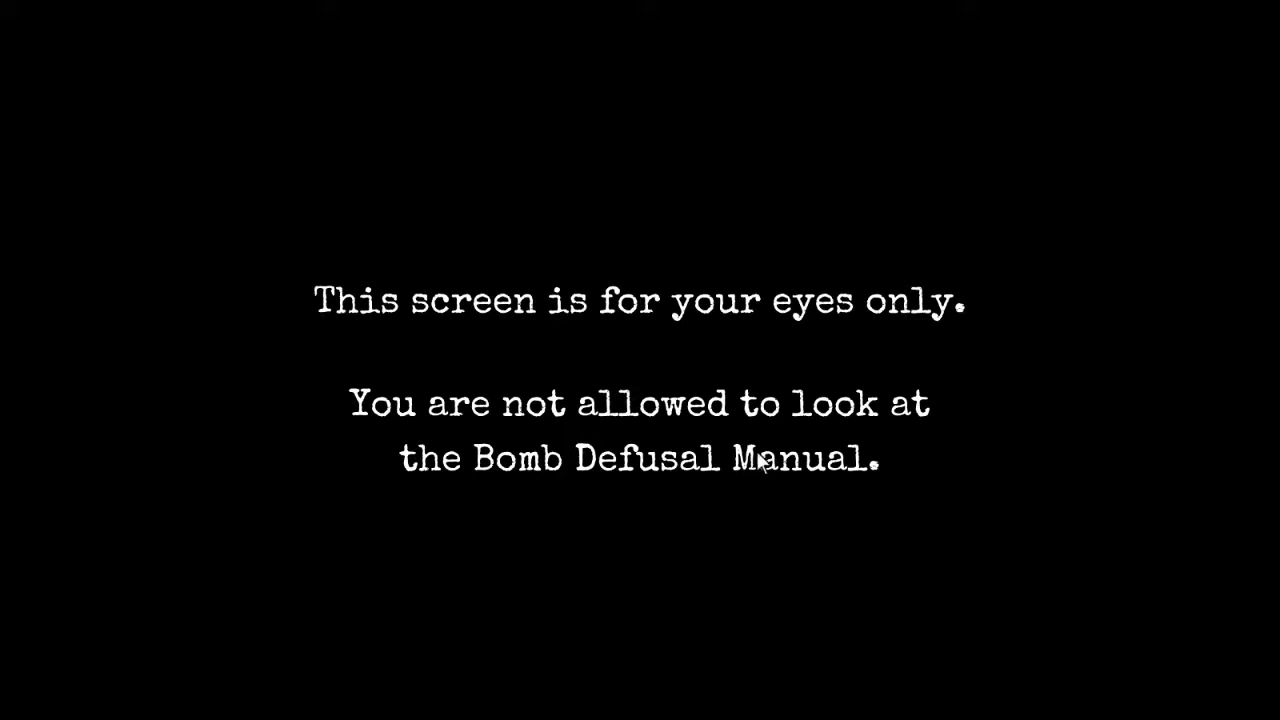 This screen is for your eyes only.
You are not allowed to look at
the Bomb Defusal Manual.